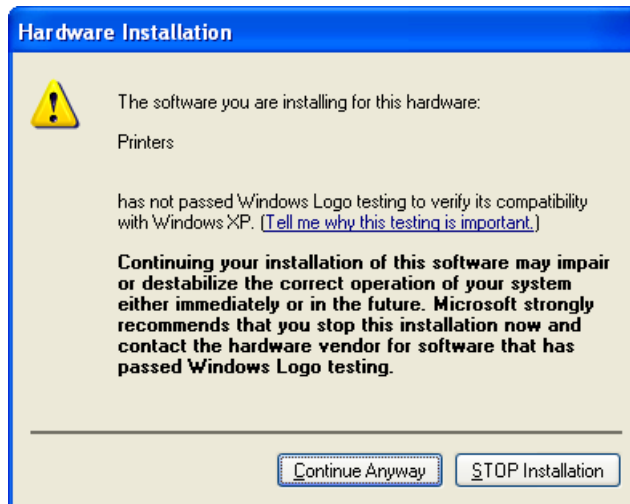 Hardware Installation
The software you are installing for this hardware:
Printers
has not passed Windows Logo testing to verify its compatibility
with Windows XP. (Tell me why this testing is important.)
Continuing your installation of this software may impair
or destabilize the correct operation of your system
either immediately or in the future. Microsoft strongly
recommends that you stop this installation now and
contact the hardware vendor for software that has
passed Windows Logo testing.
Continue Anyway
STOP Installation